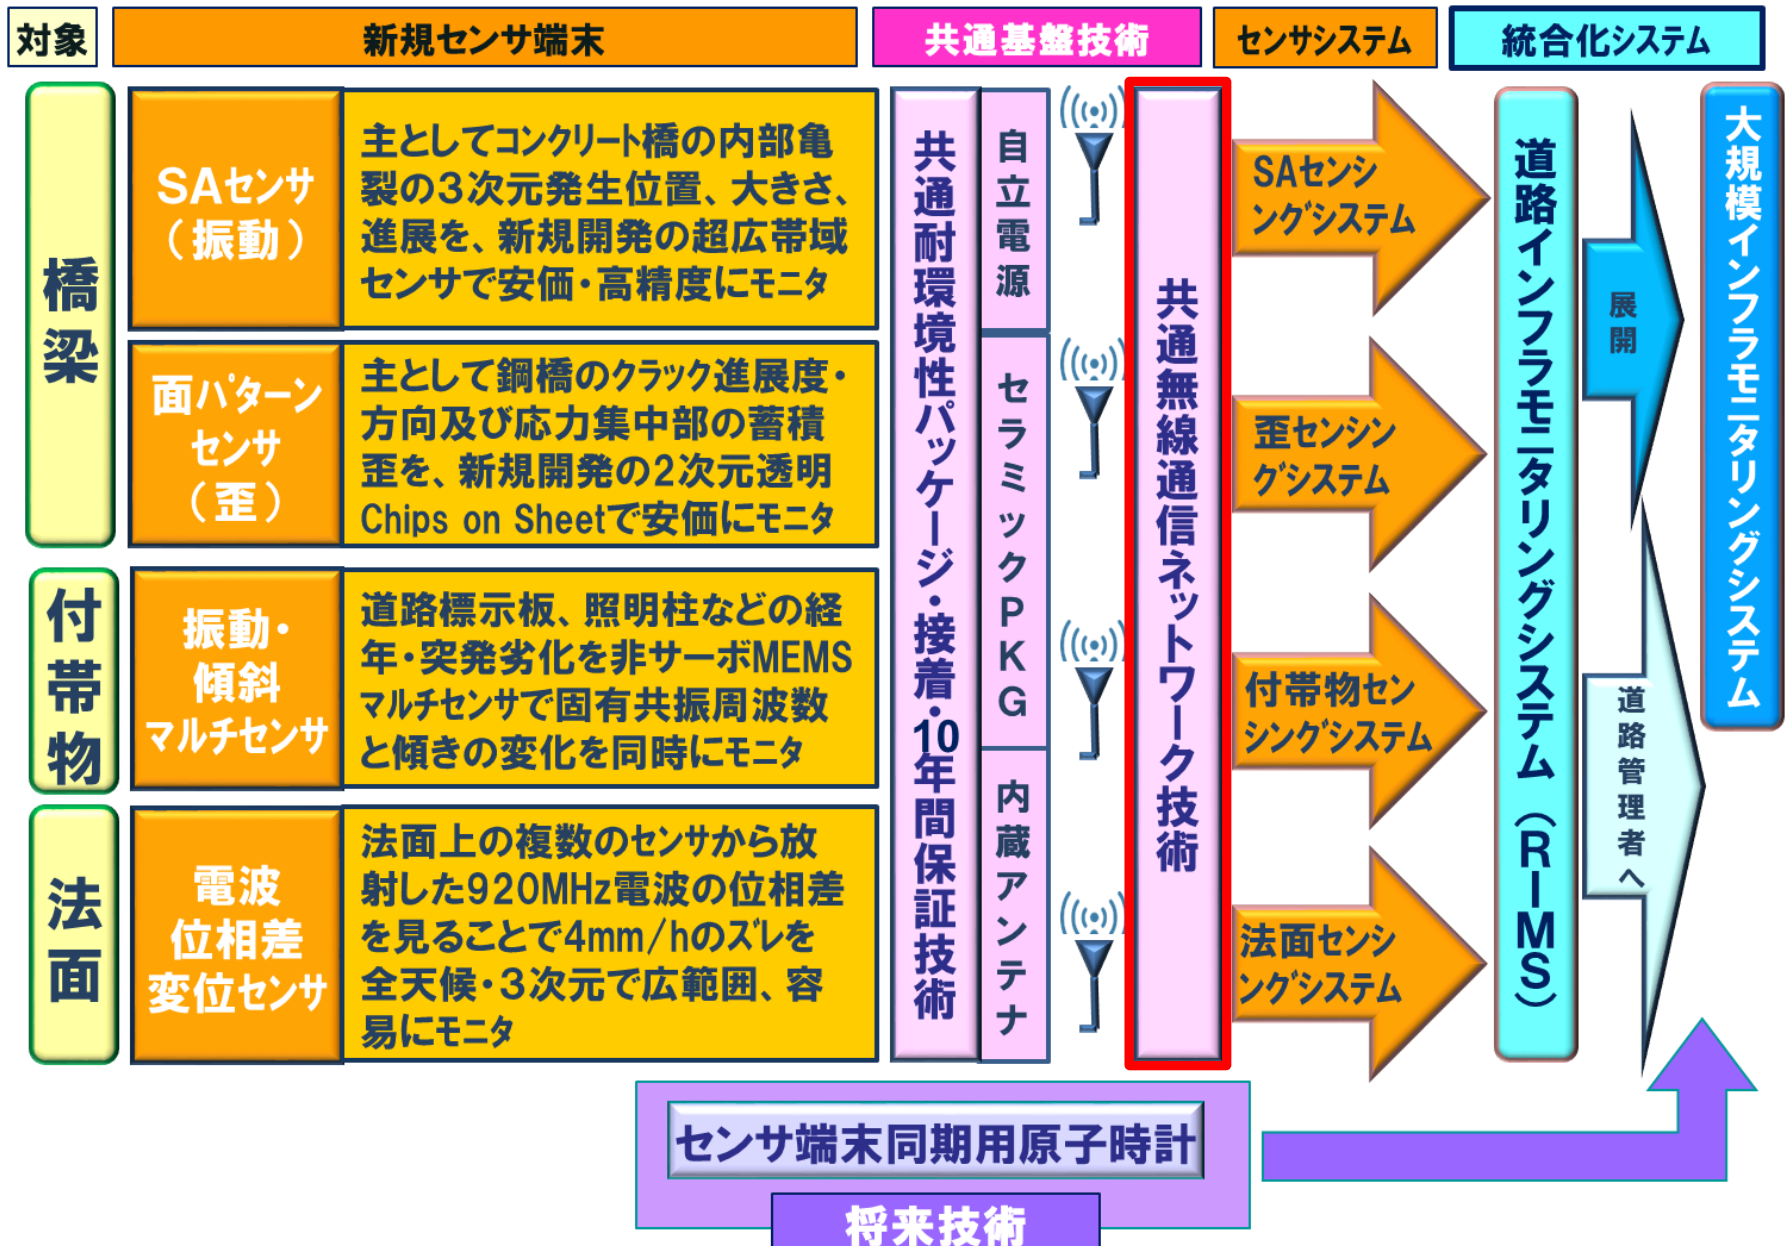 対象
新規センサ端末
共通基盤技術
センサシステム
統合化システム
橋梁
SAセンサ
（振動）
主としてコンクリート橋の内部亀
裂の3次元発生位置、大きさ、
進展を、新規開発の超広帯域
センサで安価・高精度にモニタ
面パターン
センサ
（歪）
主として鋼橋のクラック進展度・
方向及び応力集中部の蓄積
歪を、新規開発の2次元透明
Chips on Sheetで安価にモニタ
付帯物
振動・
傾斜
マルチセンサ
道路標示板、照明柱などの経
年・突発劣化を非サーボMEMS
マルチセンサで固有共振周波数
と傾きの変化を同時にモニタ
法面
電波
位相差
変位センサ
法面上の複数のセンサから放
射した920MHz電波の位相差
を見ることで4mm/hのズレを
全天候・3次元で広範囲、容
易にモニタ
共通耐環境性パッケージ・接着・10年間保証技術
自立電源
セラミックPKG
内蔵アンテナ
共通無線通信ネットワーク技術
SAセンシ
ングシステム
歪センシン
グシステム
付帯物セン
シングシステム
法面センシ
ングシステム
道路インフラモニタリングシステム（RIMS）
展開
道路管理者へ
大規模インフラモニタリングシステム
センサ端末同期用原子時計
将来技術